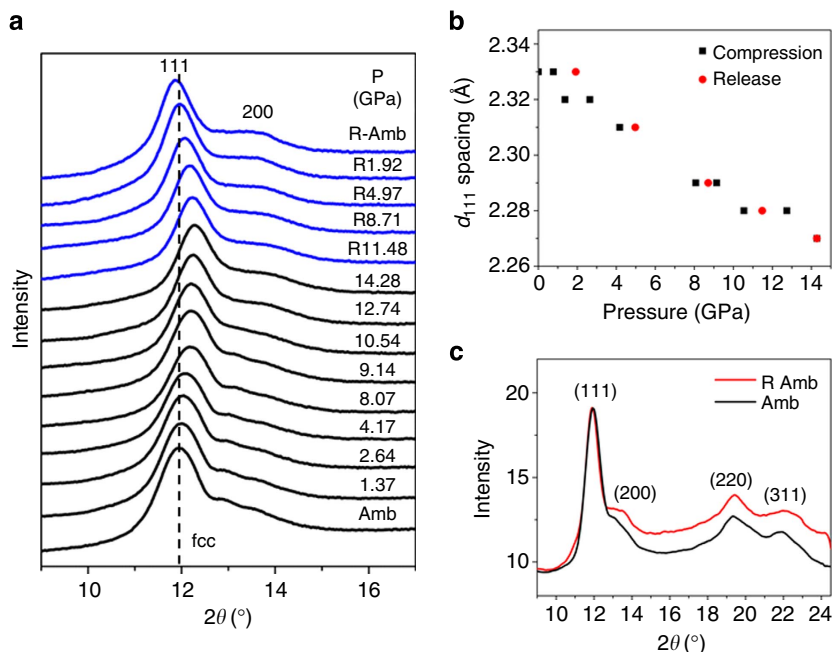 a
111
P
(GPa)
200
R-Amb
R1.92
R4.97
R8.71
R11.48
14.28
12.74
10.54
9.14
8.07
4.17
2.64
1.37
Amb
fcc
Intensity
10 12 14 16
2θ (°)
b
2.34
2.32
2.30
2.28
2.26
d111 spacing (Å)
Compression
Release
0 2 4 6 8 10 12 14
Pressure (GPa)
c
20
15
10
Intensity
R Amb
Amb
(111)
(200)
(220)
(311)
10 12 14 16 18 20 22 24
2θ (°)